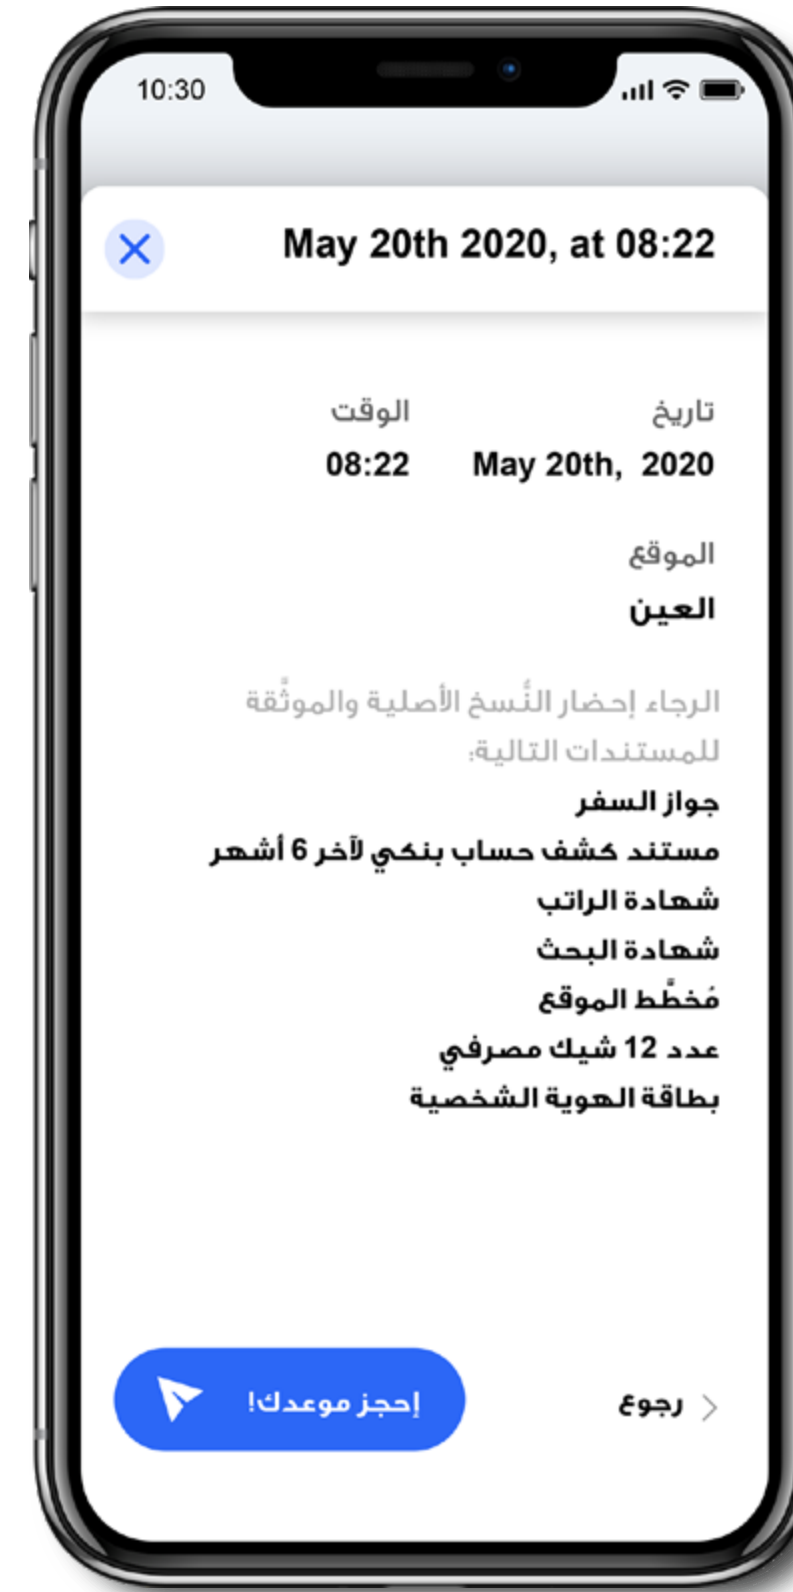 10:30
May 20th 2020, at 08:22
تاريخ الوقت
May 20th, 2020 08:22
الموقع
العين
الرجاء إحضار النُّسخ الأصلية والموثَّقة
للمستندات التالية:
جواز السفر
مستند كشف حساب بنكي لآخر 6 أشهر
شهادة الراتب
شهادة البحث
مُخطَّط الموقع
عدد 12 شيك مصرفي
بطاقة الهوية الشخصية
رجوع
إحجز موعدك!